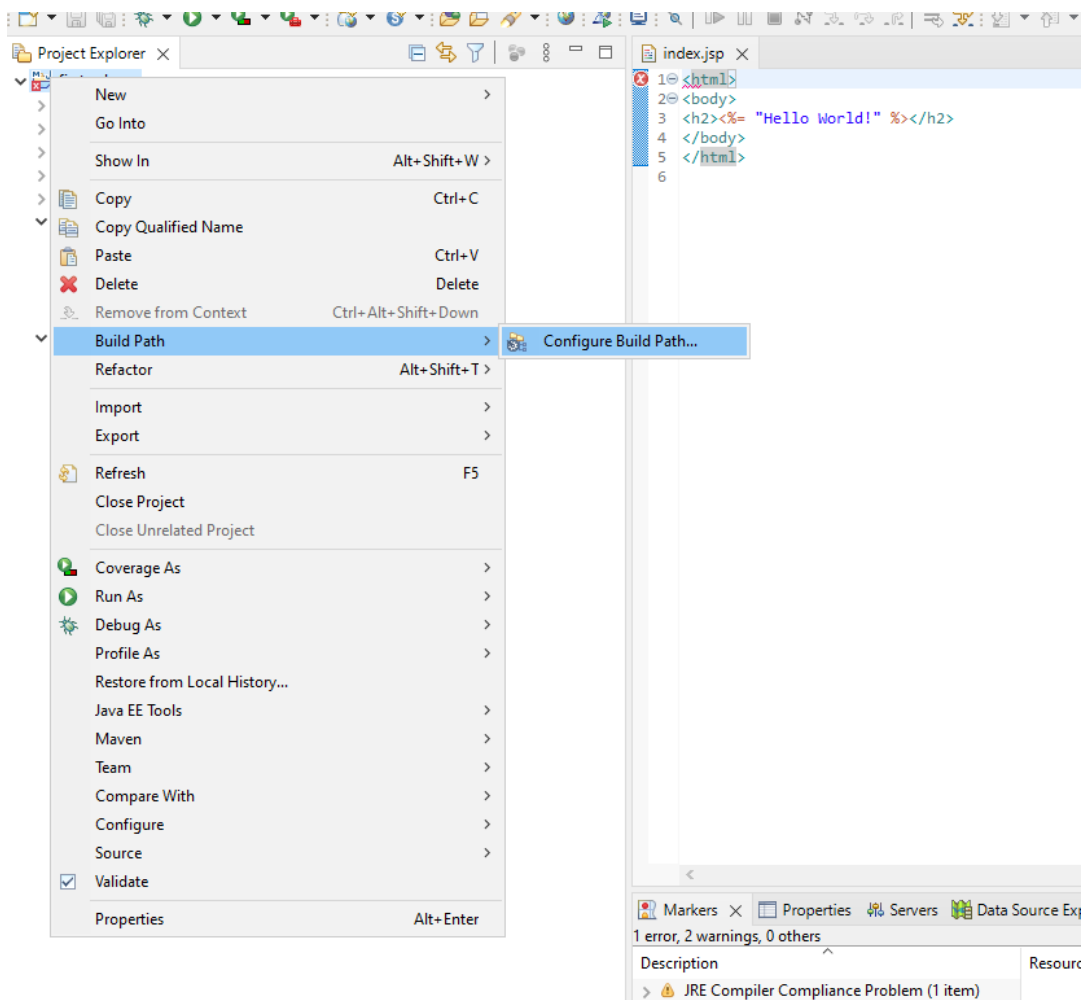 Project Explorer
index.jsp
New
Go Into
Show In Alt+Shift+W >
Copy Ctrl+C
Copy Qualified Name
Paste Ctrl+V
Delete Delete
Remove from Context Ctrl+Alt+Shift+Down
Build Path
Configure Build Path...
Refactor Alt+Shift+T >
Import
Export
Refresh F5
Close Project
Close Unrelated Project
Coverage As
Run As
Debug As
Profile As
Restore from Local History...
Java EE Tools
Maven
Team
Compare With
Configure
Source
Validate
Properties Alt+Enter
1 <html>
2 <body>
3 <h2><%= "Hello World!" %></h2>
4 </body>
5 </html>
6
Markers Properties Servers Data Source
1 error, 2 warnings, 0 others
Description
JRE Compiler Compliance Problem (1 item)